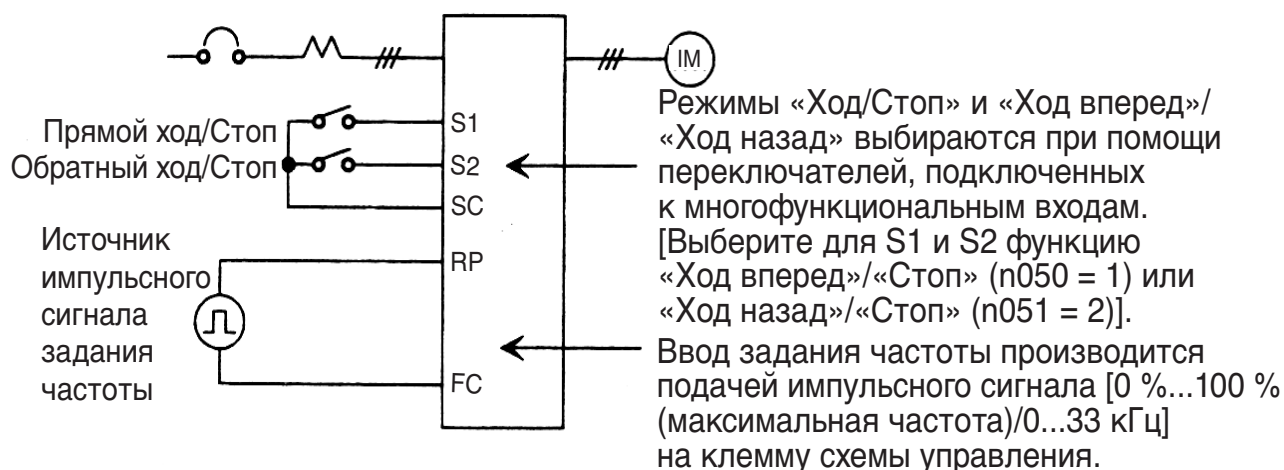 IM
S1
S2
SC
RP
FC
Прямой ход/Стоп
Обратный ход/Стоп
Источник
импульсного
сигнала
задания
частоты
Режимы «Ход/Стоп» и «Ход вперед»/
«Ход назад» выбираются при помощи
переключателей, подключенных
к многофункциональным входам.
[Выберите для S1 и S2 функцию
«Ход вперед»/«Стоп» (n050 = 1) или
«Ход назад»/«Стоп» (n051 = 2)].
Ввод задания частоты производится
подачей импульсного сигнала [0 %...100 %
(максимальная частота)/0...33 кГц]
на клемму схемы управления.